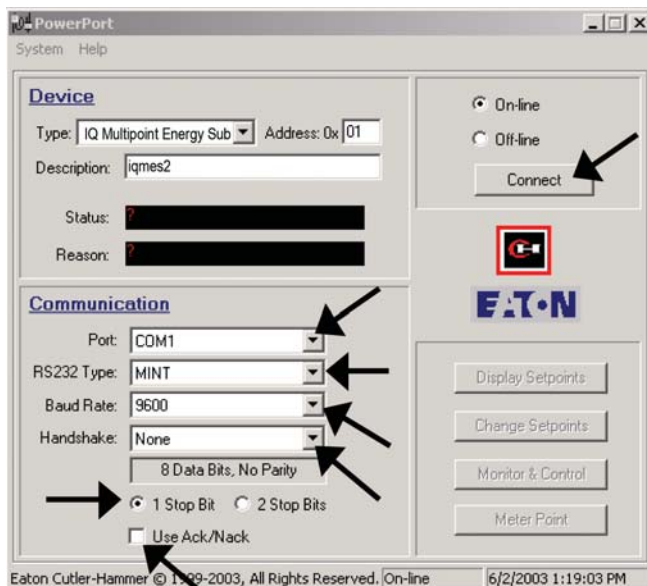 PowerPort
System Help
Device
Type: IQ Multipoint Energy Sub Address: 0x 01
Description: iqmes2
Status: ?
Reason: ?
On-line
Off-line
Connect
EATON
Communication
Port: COM1
RS232 Type: MINT
Baud Rate: 9600
Handshake: None
8 Data Bits, No Parity
1 Stop Bit 2 Stop Bits
Use Ack/Nack
Display Setpoints
Change Setpoints
Monitor & Control
Meter Point
Eaton Cutler-Hammer © 1999-2003, All Rights Reserved. On-line 6/2/2003 1:19:03 PM